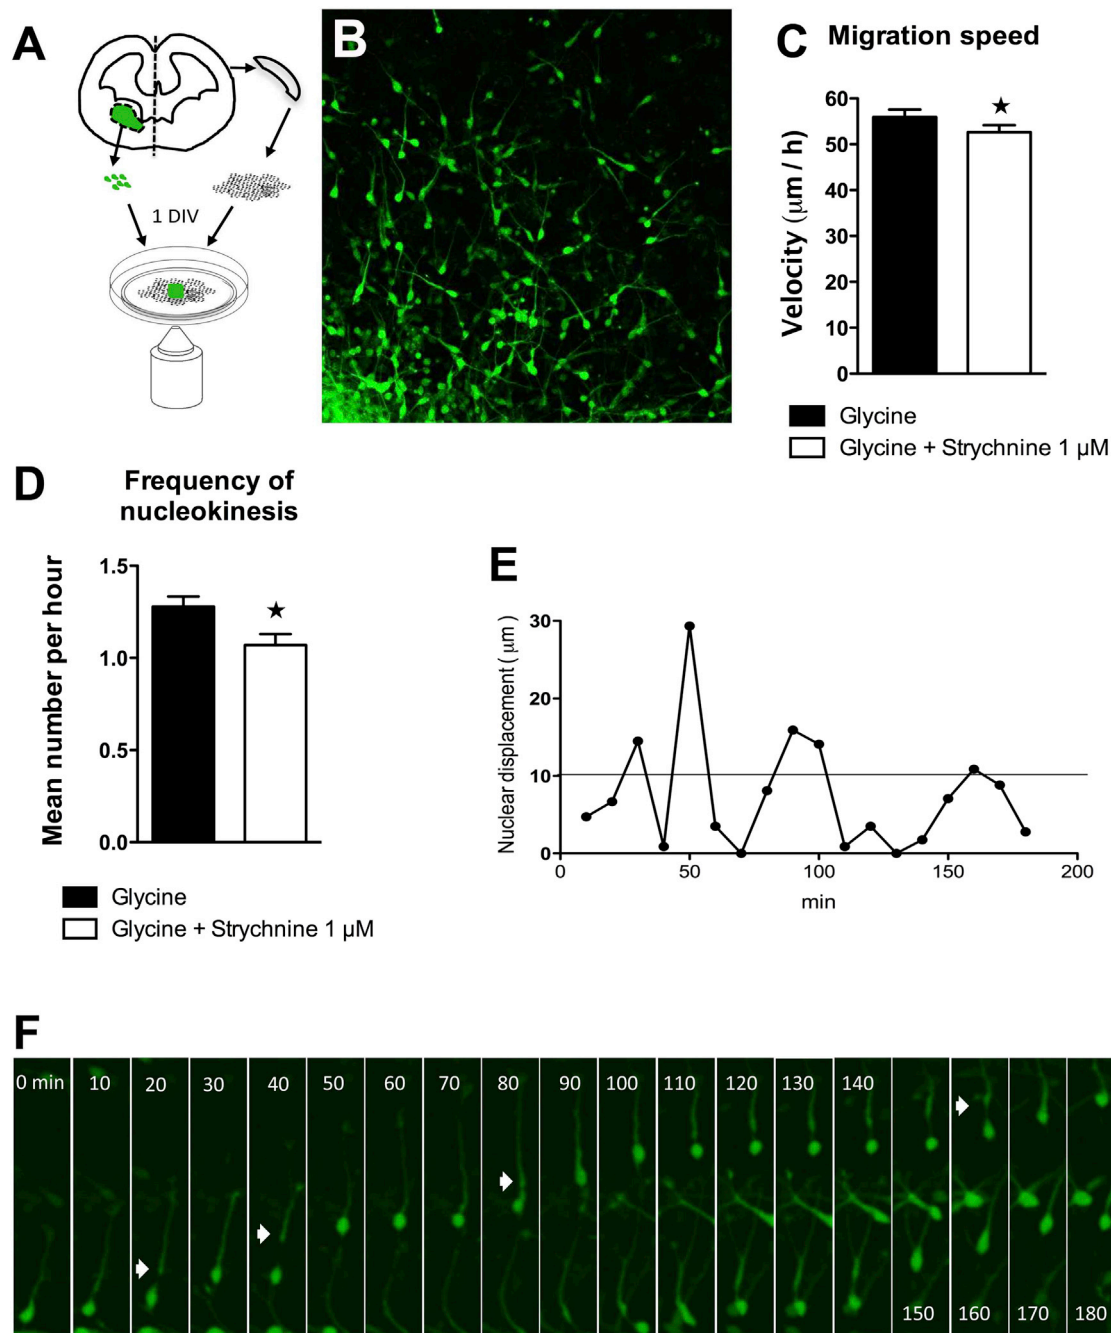 A
1 DIV
B
C
Migration speed
Velocity (μm / h)
60
50
40
30
20
10
0
★
Glycine
Glycine + Strychnine 1 μM
D
Frequency of
nucleokinesis
Mean number per hour
1.5
1.0
0.5
0.0
★
Glycine
Glycine + Strychnine 1 μM
E
Nuclear displacement ( μm )
30
20
10
0
0 50 100 150 200
min
F
0 min 10 20 30 40 50 60 70 80 90 100 110 120 130 140
150 160 170 180